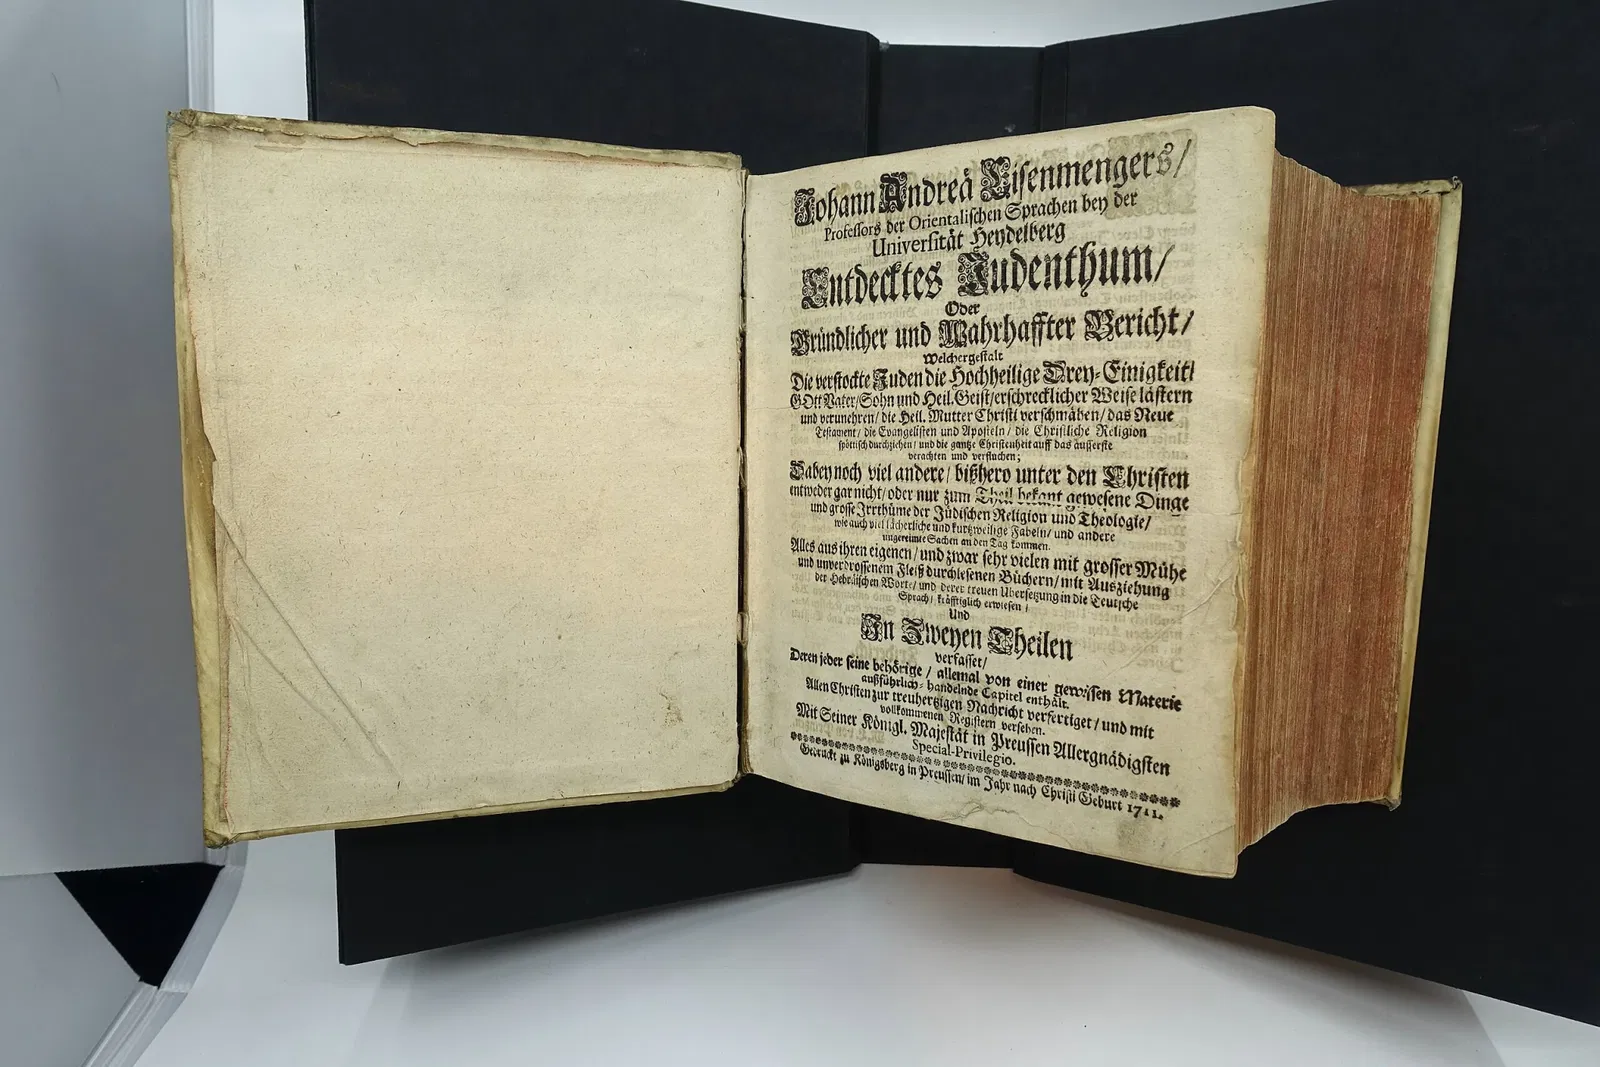 Johann Andreä Eisenmengers/
Professors der Orientalischen Sprachen bey der
Universität Heydelberg
Entdecktes Judenthum/
Oder
Gründlicher und Wahrhaffter Bericht/
Welchergestalt
Die verstockte Juden die Hochheilige Drey-Einigkeit/
GOtt Vater/Sohn und Heil. Geist/erschrecklicher Weise lästern
und verunehren/ die Heil. Mutter Christi verschmähen/ das Neue
Testament/ die Evangelisten und Aposteln/ die Christliche Religion
spöttisch durchziehen/ und die gantze Christenheit auff das äusserste
verachten und verfluchen;
Dabey noch viel andere/ bißhero unter den Christen
entweder gar nicht/ oder nur zum Theil bekant gewesene Dinge
und grosse Irrthüme der Jüdischen Religion und Theologie/
wie auch viel lächerliche und kurtzweilige Fabeln/ und andere
ungereimte Sachen an den Tag kommen.
Alles aus ihren eigenen/ und zwar sehr vielen mit grosser Mühe
und unverdrossenem Fleiß durchlesenen Büchern/ mit Ausziehung
der Hebräischen Worte/ und derer treuen Übersetzung in die Teutsche
Sprach/ kräfftiglich erwiesen/
Und
In Zweyen Theilen
verfasset/
Deren jeder seine behörige/ allemal von einer gewissen Materie
außführlich-handelnde Capitel enthält.
Allen Christen zur treuhertzigen Nachricht verfertiget/ und mit
vollkommenen Registern versehen.
Mit Seiner Königl. Majestät in Preussen Allergnädigsten
Special-Privilegio.
Gedruckt zu Königsberg in Preussen/ im Jahr nach Christi Geburt 1711.